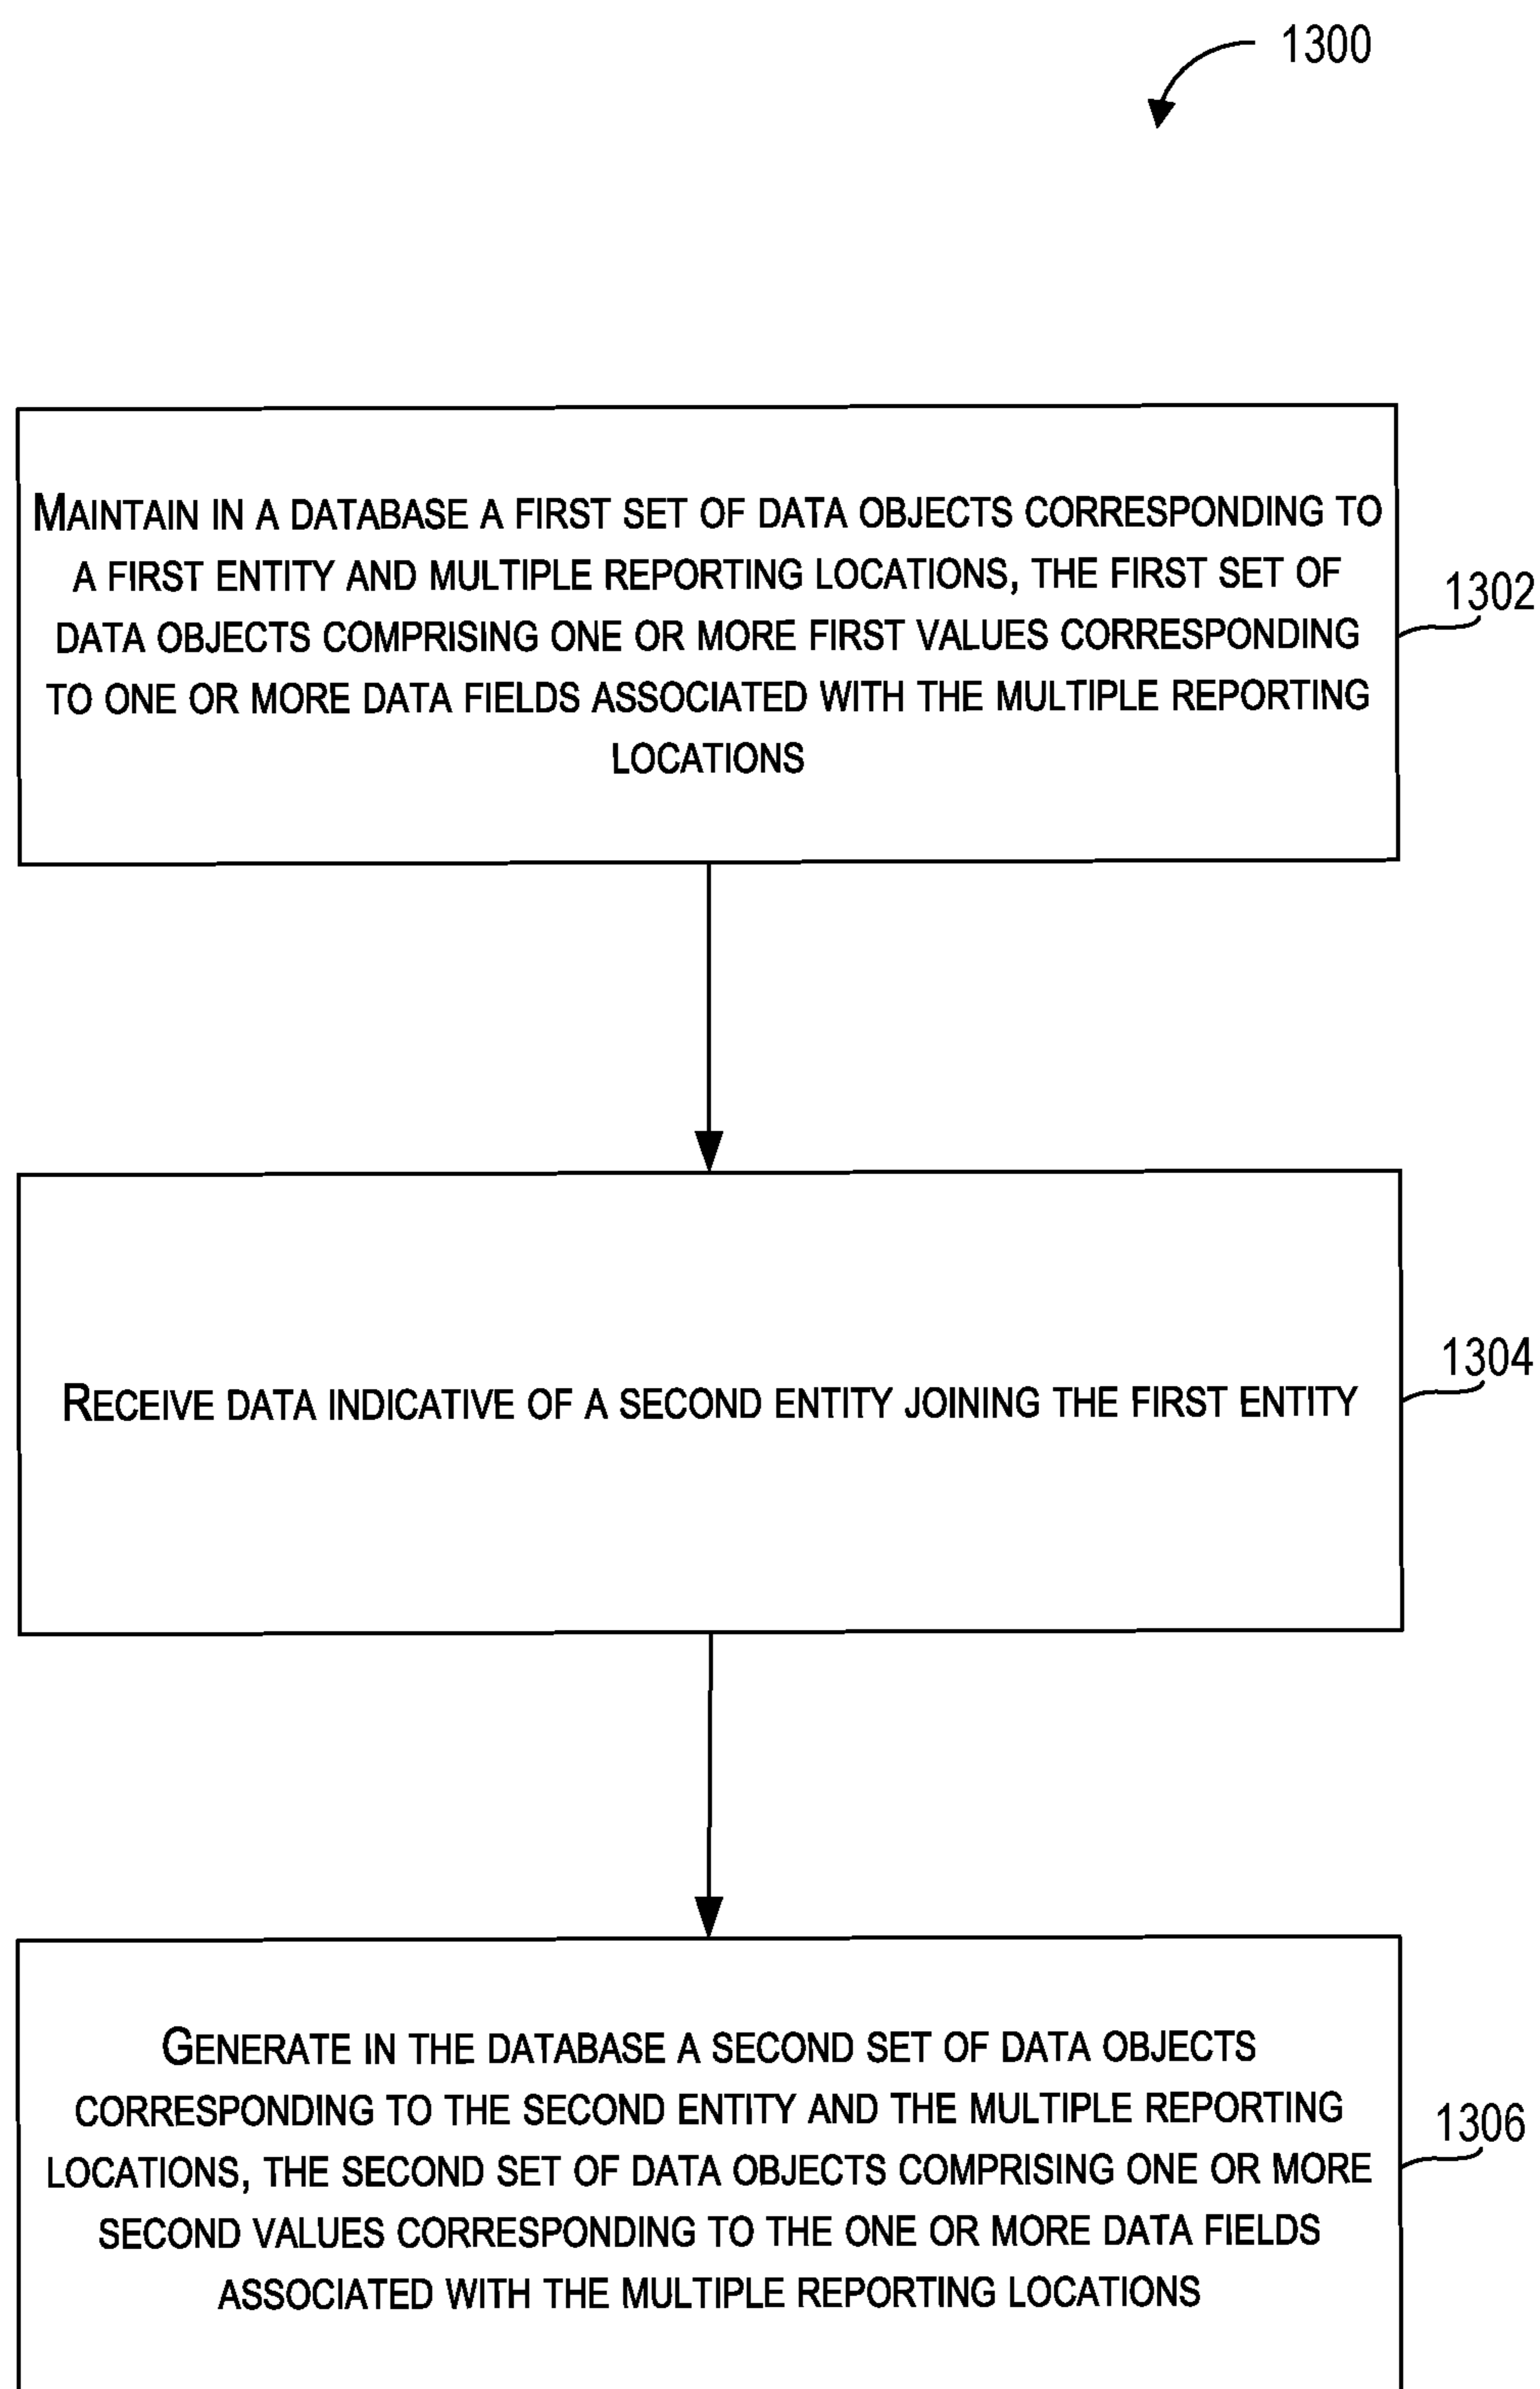 1300
MAINTAIN IN A DATABASE A FIRST SET OF DATA OBJECTS CORRESPONDING TO
A FIRST ENTITY AND MULTIPLE REPORTING LOCATIONS, THE FIRST SET OF
DATA OBJECTS COMPRISING ONE OR MORE FIRST VALUES CORRESPONDING
TO ONE OR MORE DATA FIELDS ASSOCIATED WITH THE MULTIPLE REPORTING
LOCATIONS
1302
RECEIVE DATA INDICATIVE OF A SECOND ENTITY JOINING THE FIRST ENTITY
1304
GENERATE IN THE DATABASE A SECOND SET OF DATA OBJECTS
CORRESPONDING TO THE SECOND ENTITY AND THE MULTIPLE REPORTING
LOCATIONS, THE SECOND SET OF DATA OBJECTS COMPRISING ONE OR MORE
SECOND VALUES CORRESPONDING TO THE ONE OR MORE DATA FIELDS
ASSOCIATED WITH THE MULTIPLE REPORTING LOCATIONS
1306